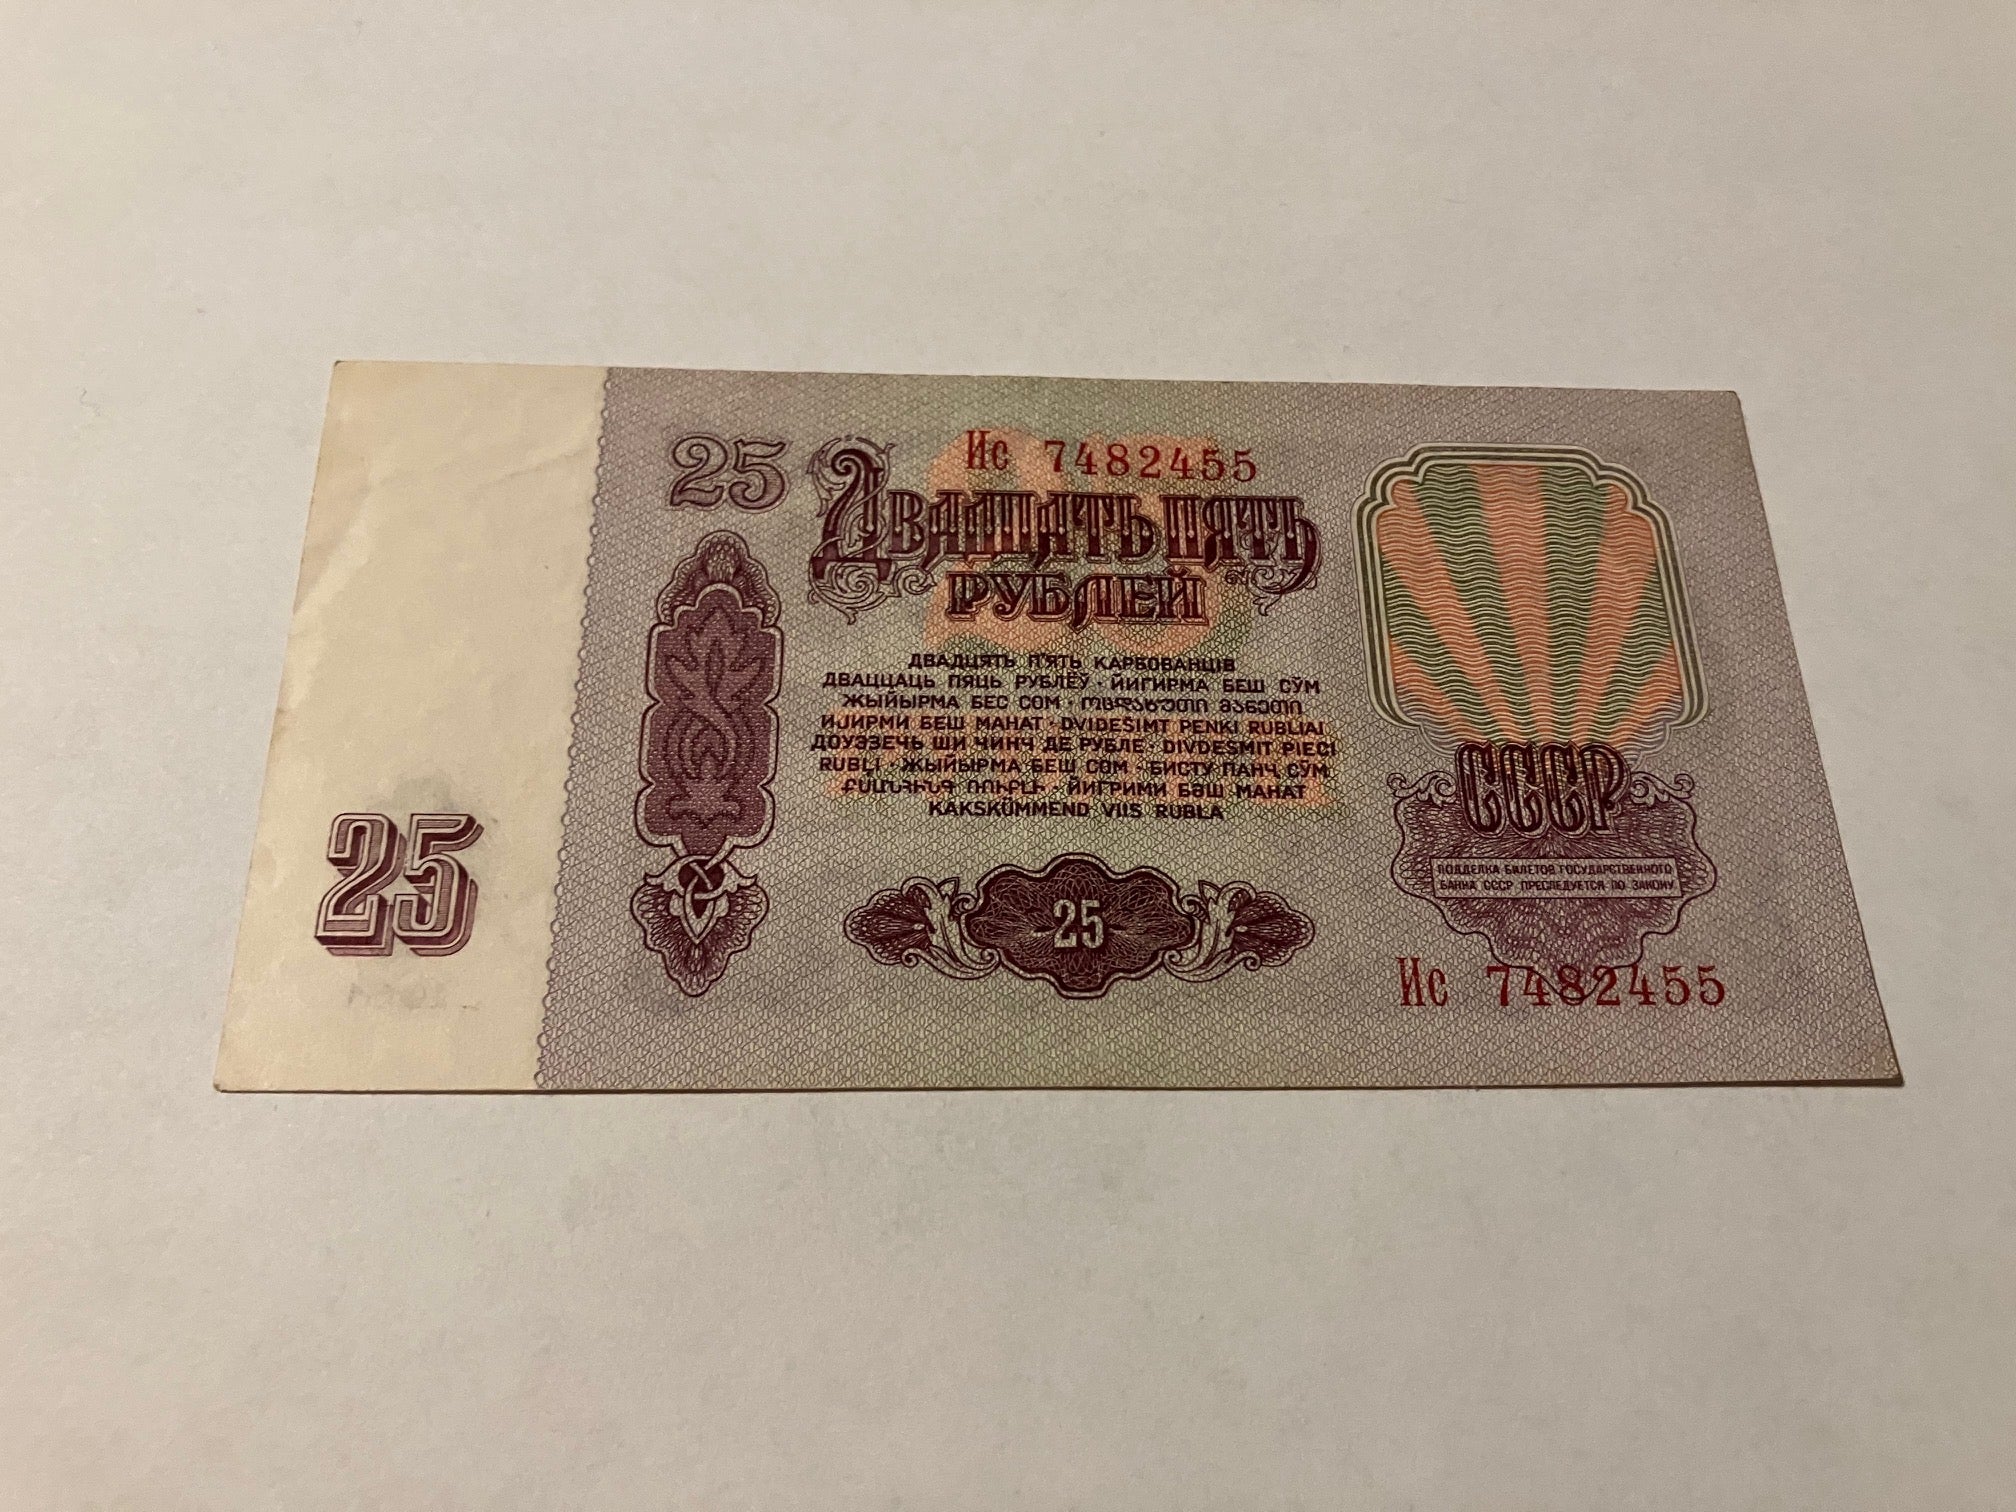 25
Ис 7482455
Двадцать пять
рублей
ДВАДЦЯТЬ П'ЯТЬ КАРБОВАНЦІВ
ДВАЦЦАЦЬ ПЯЦЬ РУБЛЁЎ · ЙИГИРМА БЕШ СЎМ
ЖЫЙЫРМА БЕС СОМ · ᲝᲪᲓᲐᲮᲣᲗᲘ ᲛᲐᲜᲔᲗᲘ
ИЈИРМИ БЕШ МАНАТ · DVIDEŠIMT PENKI RUBLIAI
ДОУЭЗЕЧЬ ШИ ЧИНЧ ДЕ РУБЛЕ · DIVDESMIT PIECI
RUBĻI · ЖЫЙЫРМА БЕШ СОМ · БИСТУ ПАНҶ СӮМ
ՔՍԱՆՀԻՆԳ ՌՈՒԲԼԻ · ЙИГРИМИ БӘШ МАНАТ
KAKSKÜMMEND VIIS RUBLA
25
25
СССР
ПОДДЕЛКА БИЛЕТОВ ГОСУДАРСТВЕННОГО
БАНКА СССР ПРЕСЛЕДУЕТСЯ ПО ЗАКОНУ
Ис 7482455